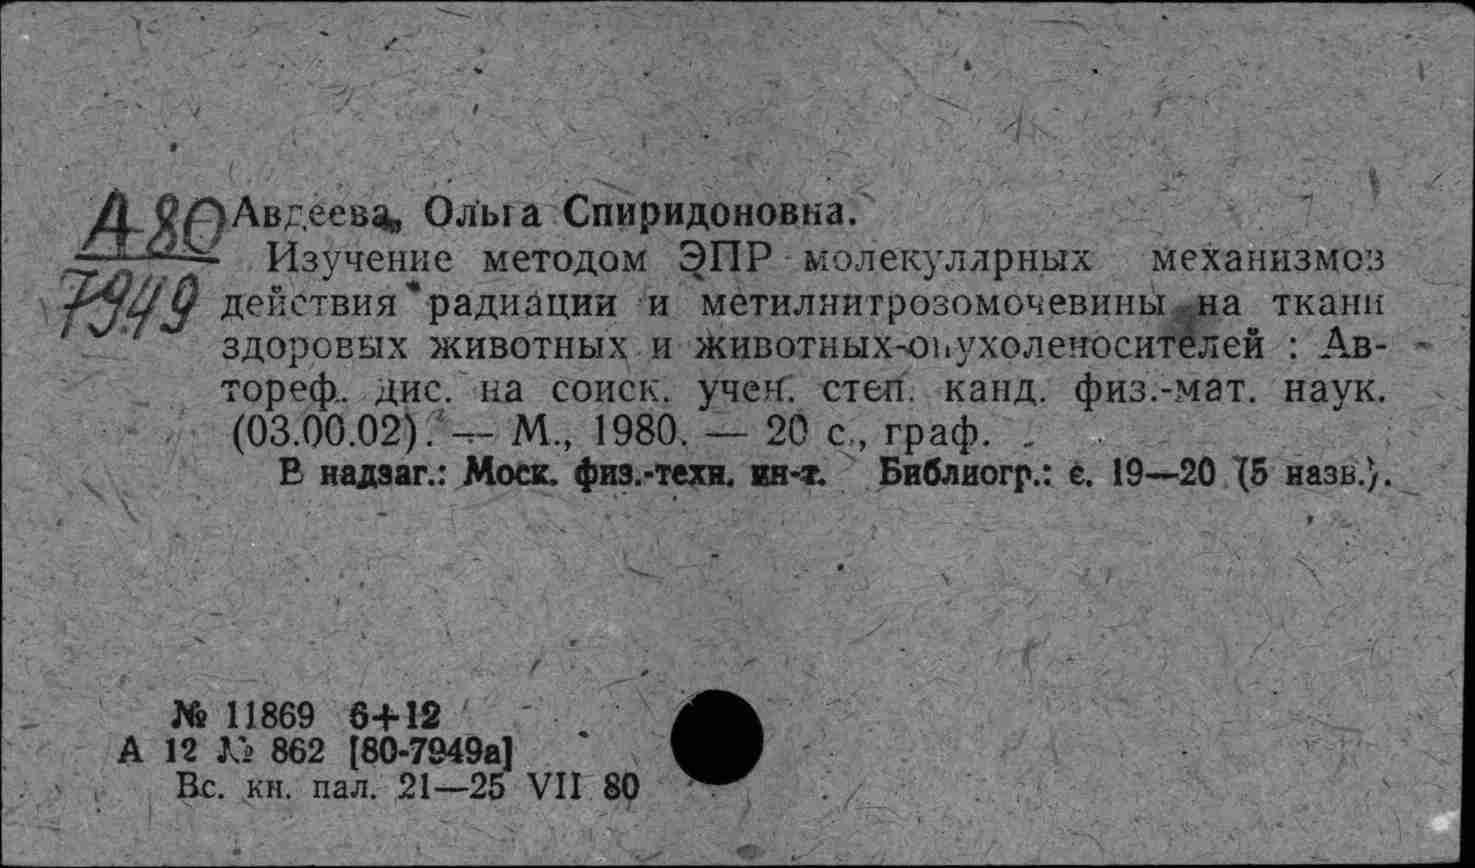 А80 Авдеева, Ольга Спиридоновна.
7949
Изучение методом ЭПР молекулярных механизмов
действия радиации и метилнитрозомочевины на ткани
здоровых животных и животных-опухоленосителей : Ав-
тореф. дис. на соиск. учен. степ. канд. физ.-мат. наук.
(03.00.02). — М., 1980. — 20 с., граф.
В надзаг.: Моск. физ.-техн. ин-т. Библиогр.: с. 19—20 (5 назв.).
№ 11869 6+12
А 12 № 862 [80-7949а]
Вс. кн. пал. 21—25 VII 80